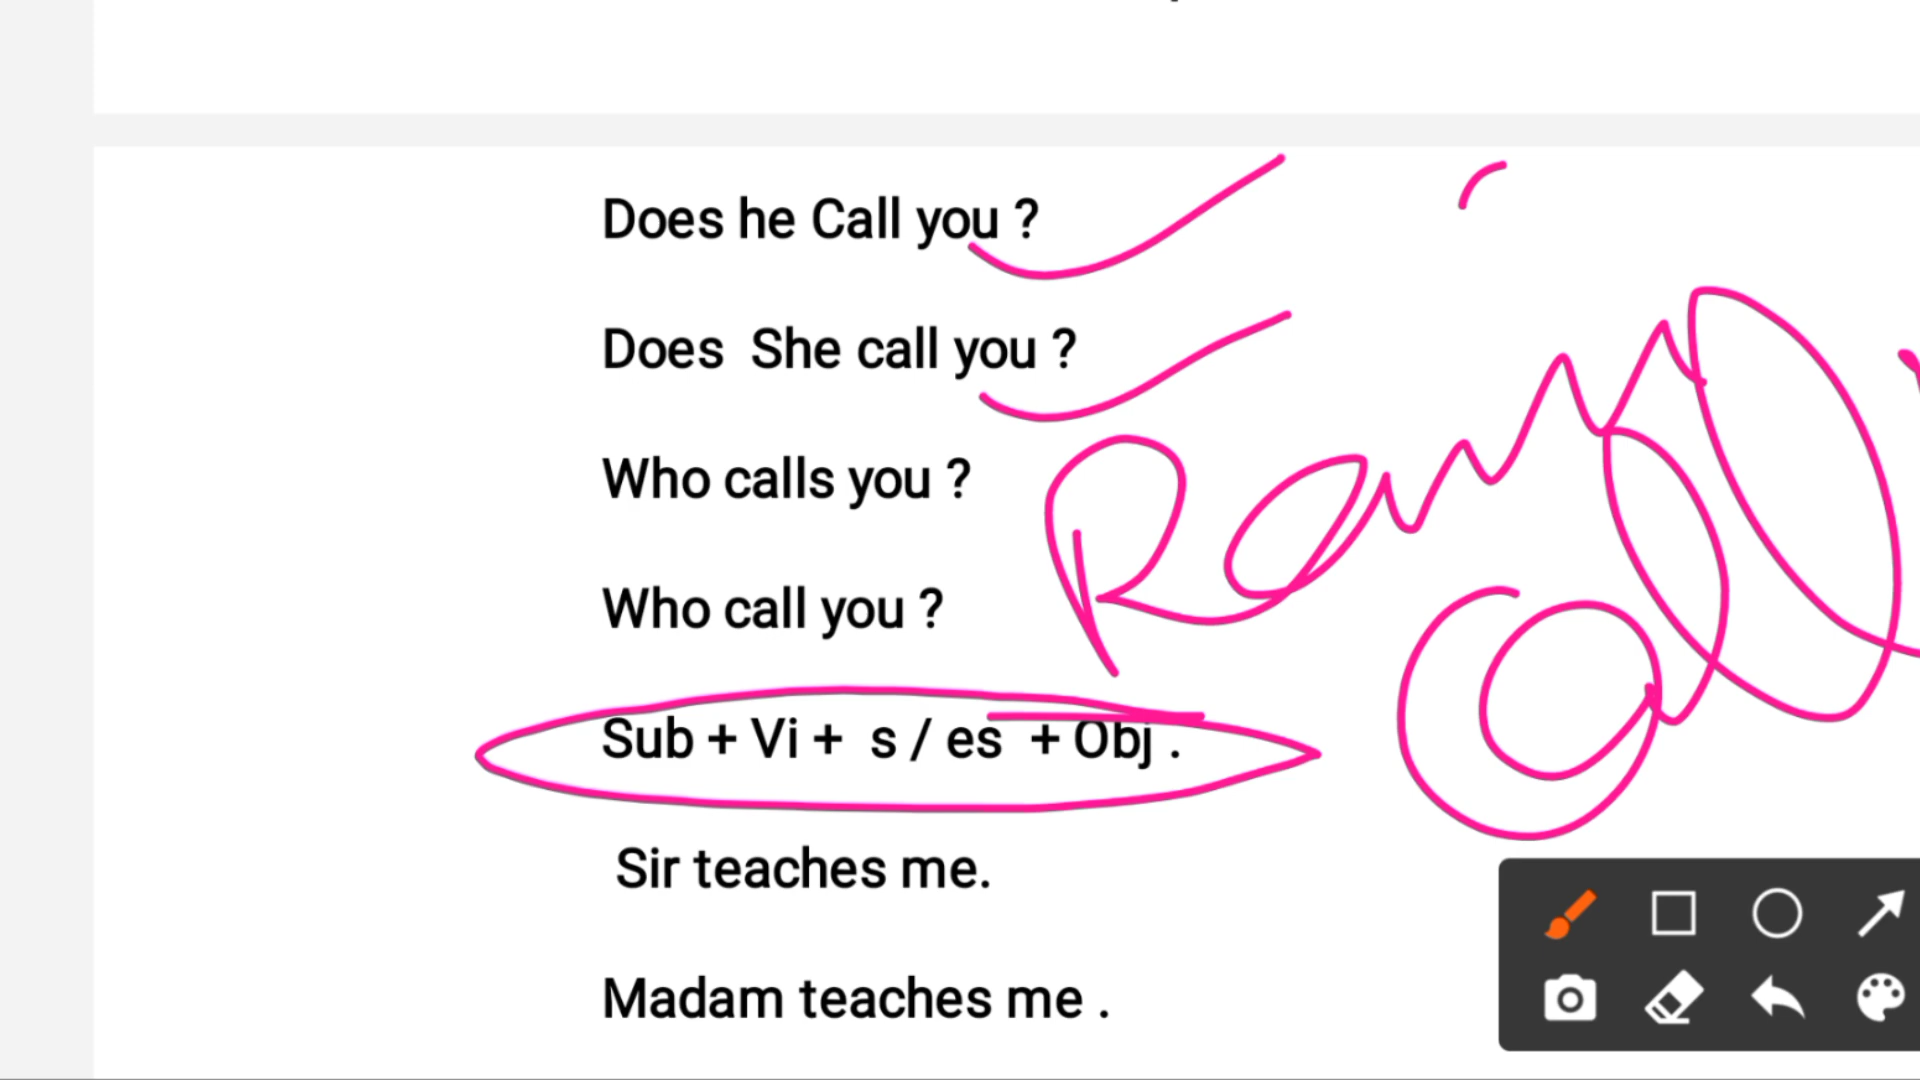 Does he Call you ?
Does She call you ?
Who calls you ?
Who call you ?
Sub + Vi + s / es + Obj .
Sir teaches me.
Madam teaches me .